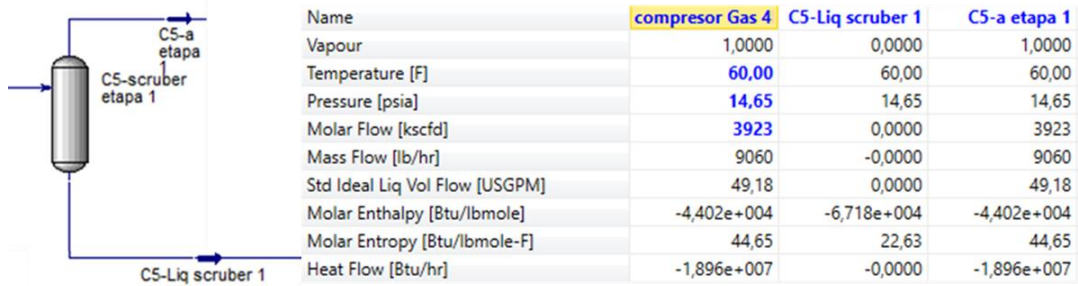 C5-a
etapa
1
C5-scruber
etapa 1
C5-Liq scruber 1
Name compresor Gas 4 C5-Liq scruber 1 C5-a etapa 1
Vapour 1,0000 0,0000 1,0000
Temperature [F] 60,00 60,00 60,00
Pressure [psia] 14,65 14,65 14,65
Molar Flow [kscfd] 3923 0,0000 3923
Mass Flow [lb/hr] 9060 -0,0000 9060
Std Ideal Liq Vol Flow [USGPM] 49,18 0,0000 49,18
Molar Enthalpy [Btu/lbmole] -4,402e+004 -6,718e+004 -4,402e+004
Molar Entropy [Btu/lbmole-F] 44,65 22,63 44,65
Heat Flow [Btu/hr] -1,896e+007 -0,0000 -1,896e+007